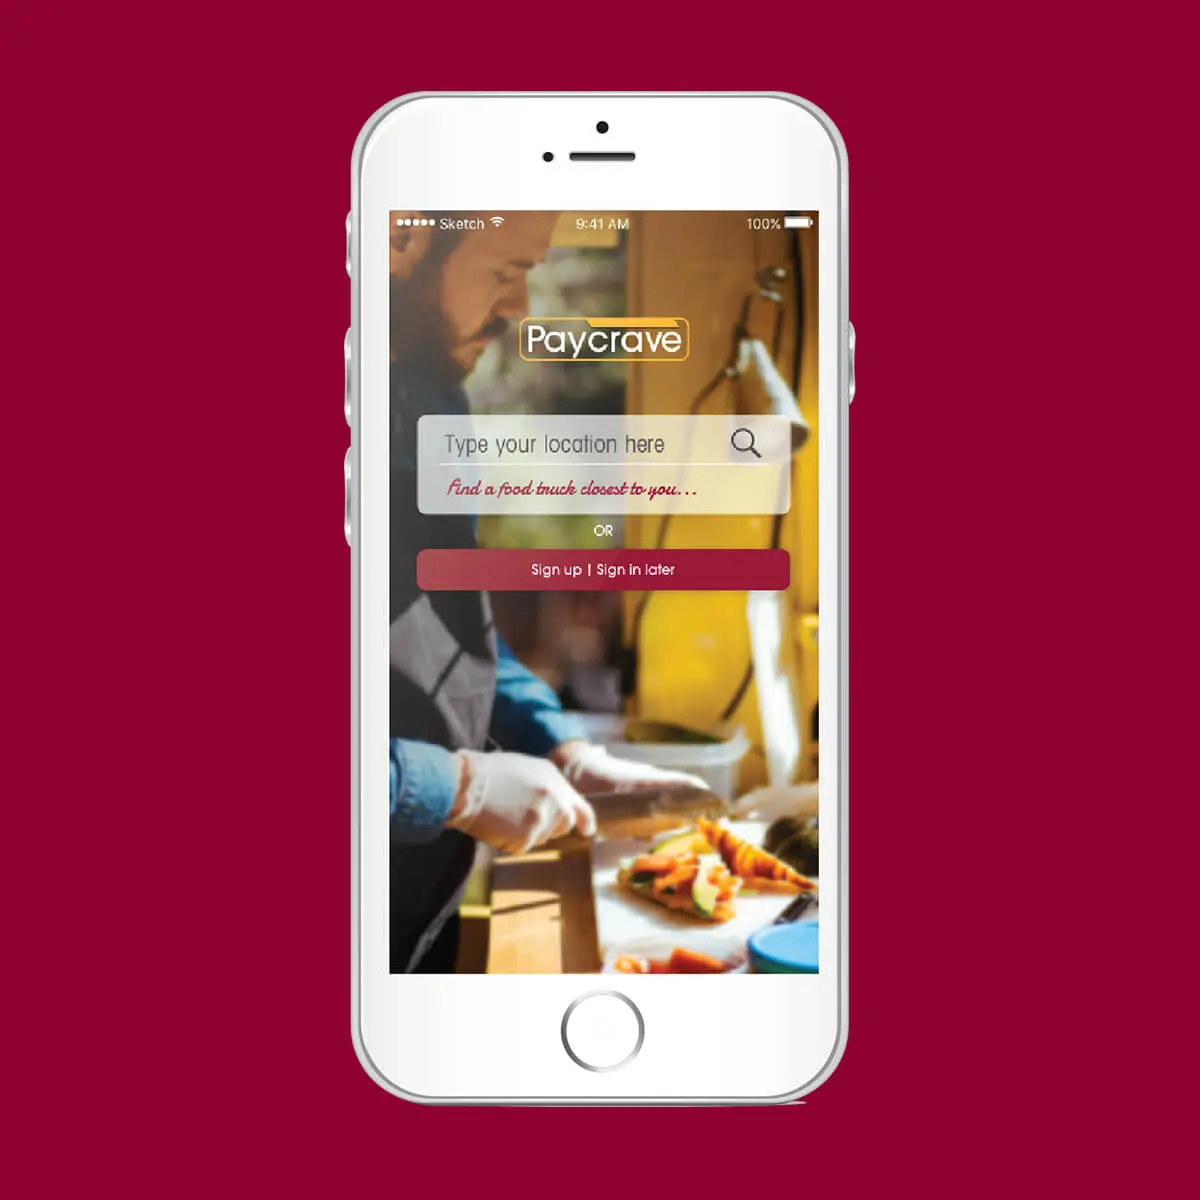 Sketch 9:41 AM 100%
Paycrave
Type your location here
Find a food truck closest to you...
OR
Sign up | Sign in later